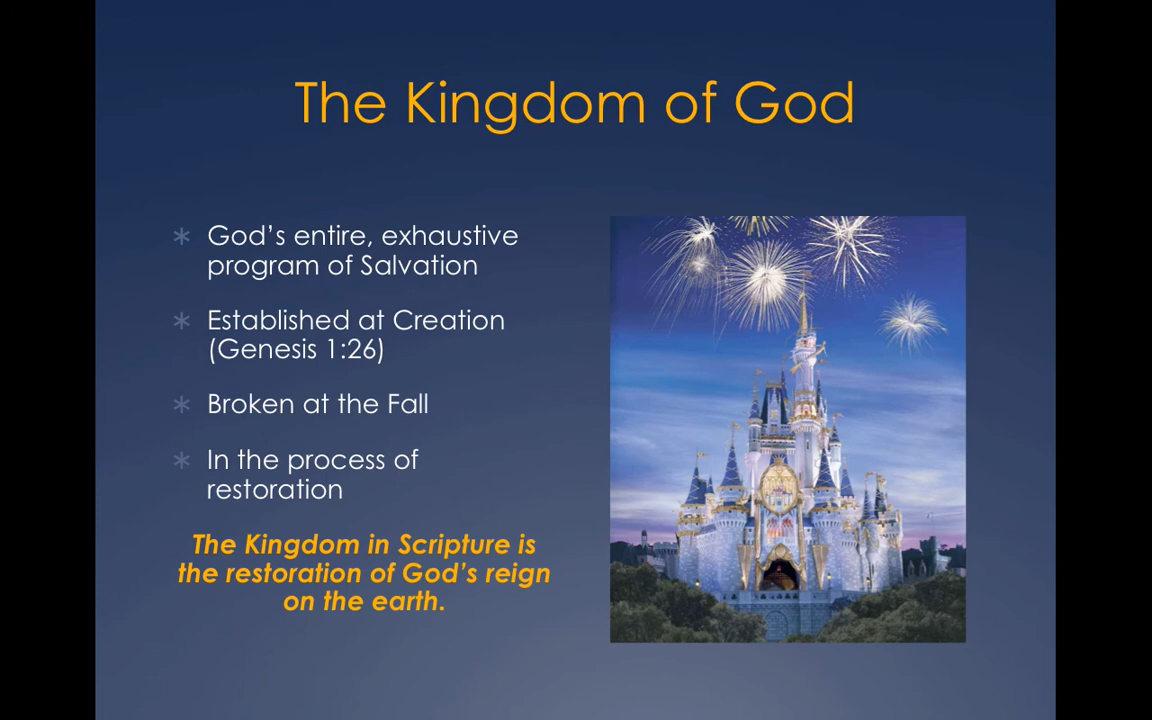 The Kingdom of God
God’s entire, exhaustive
program of Salvation
Established at Creation
(Genesis 1:26)
Broken at the Fall
In the process of
restoration
The Kingdom in Scripture is
the restoration of God’s reign
on the earth.